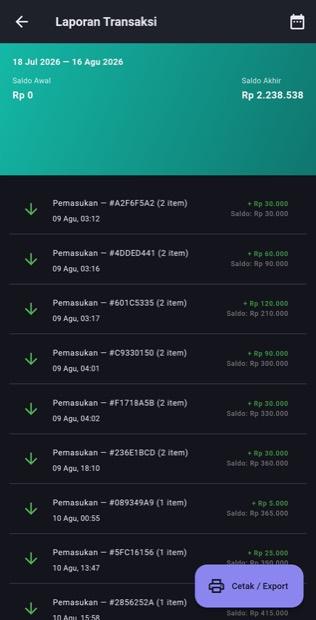 Laporan Transaksi
18 Jul 2026 — 16 Agu 2026
Saldo Awal
Saldo Akhir
Rp 0
Rp 2.238.538
Pemasukan — #A2F6F5A2 (2 item)
+ Rp 30.000
09 Agu, 03:12
Saldo: Rp 30.000
Pemasukan — #4DDED441 (2 item)
+ Rp 60.000
09 Agu, 03:16
Saldo: Rp 90.000
Pemasukan — #601C5335 (2 item)
+ Rp 120.000
09 Agu, 03:17
Saldo: Rp 210.000
Pemasukan — #C9330150 (2 item)
+ Rp 90.000
09 Agu, 04:01
Saldo: Rp 300.000
Pemasukan — #F1718A5B (2 item)
+ Rp 30.000
09 Agu, 04:02
Saldo: Rp 330.000
Pemasukan — #236E1BCD (2 item)
+ Rp 30.000
09 Agu, 18:10
Saldo: Rp 360.000
Pemasukan — #089349A9 (1 item)
+ Rp 5.000
10 Agu, 00:55
Saldo: Rp 365.000
Pemasukan — #5FC16156 (1 item)
+ Rp 25.000
10 Agu, 13:47
Saldo: Rp 390.000
Cetak / Export
Pemasukan — #2856252A (1 item)
10 Agu, 15:58
Saldo: Rp 415.000